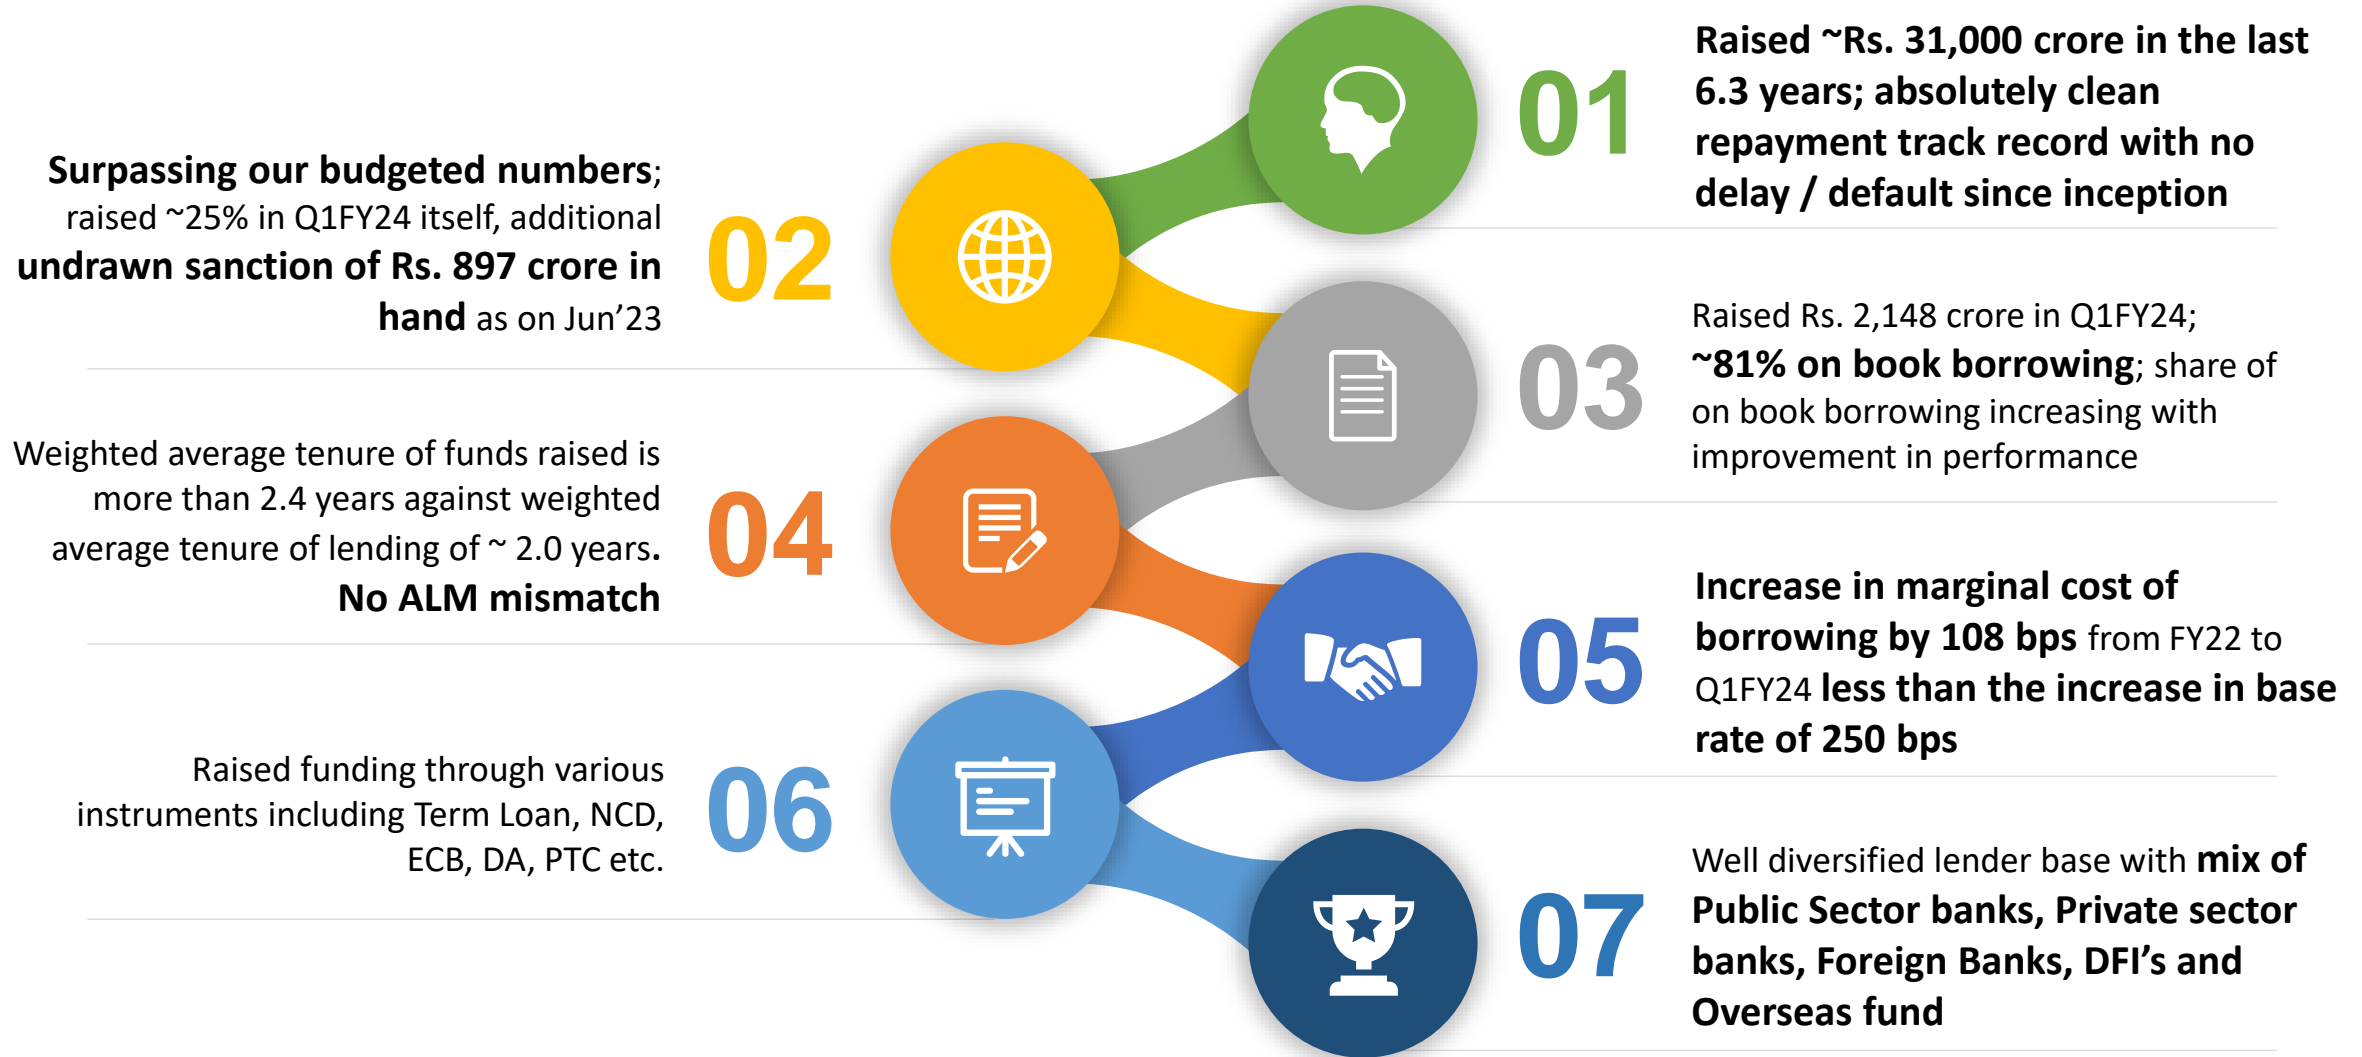 01
Raised ~Rs. 31,000 crore in the last
6.3 years; absolutely clean
repayment track record with no
delay / default since inception
Surpassing our budgeted numbers;
raised ~25% in Q1FY24 itself, additional
undrawn sanction of Rs. 897 crore in
hand as on Jun’23
02
03
Raised Rs. 2,148 crore in Q1FY24;
~81% on book borrowing; share of
on book borrowing increasing with
improvement in performance
Weighted average tenure of funds raised is
more than 2.4 years against weighted
average tenure of lending of ~ 2.0 years.
No ALM mismatch
04
05
Increase in marginal cost of
borrowing by 108 bps from FY22 to
Q1FY24 less than the increase in base
rate of 250 bps
Raised funding through various
instruments including Term Loan, NCD,
ECB, DA, PTC etc.
06
07
Well diversified lender base with mix of
Public Sector banks, Private sector
banks, Foreign Banks, DFI’s and
Overseas fund